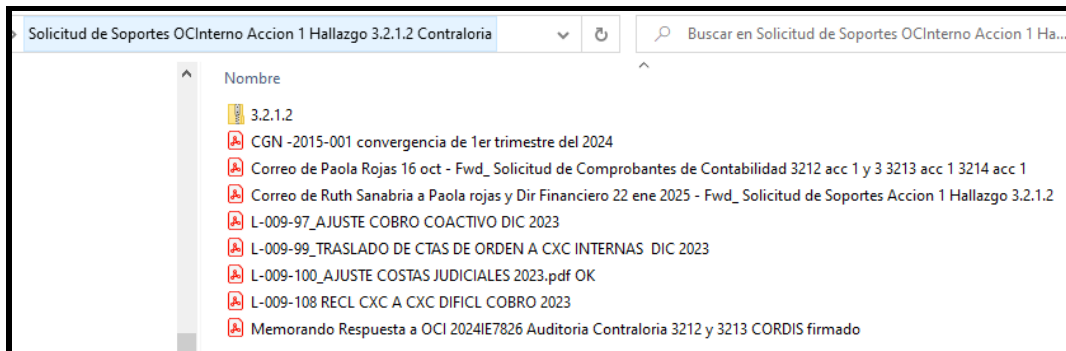 Solicitud de Soportes OCInterno Accion 1 Hallazgo 3.2.1.2 Contraloria
Buscar en Solicitud de Soportes OCInterno Accion 1 Ha...
Nombre
3.2.1.2
CGN -2015-001 convergencia de 1er trimestre del 2024
Correo de Paola Rojas 16 oct - Fwd_ Solicitud de Comprobantes de Contabilidad 3212 acc 1 y 3 3213 acc 1 3214 acc 1
Correo de Ruth Sanabria a Paola rojas y Dir Financiero 22 ene 2025 - Fwd_ Solicitud de Soportes Accion 1 Hallazgo 3.2.1.2
L-009-97_AJUSTE COBRO COACTIVO DIC 2023
L-009-99_TRASLADO DE CTAS DE ORDEN A CXC INTERNAS  DIC 2023
L-009-100_AJUSTE COSTAS JUDICIALES 2023.pdf OK
L-009-108 RECL CXC A CXC DIFICL COBRO 2023
Memorando Respuesta a OCI 2024IE7826 Auditoria Contraloria 3212 y 3213 CORDIS firmado